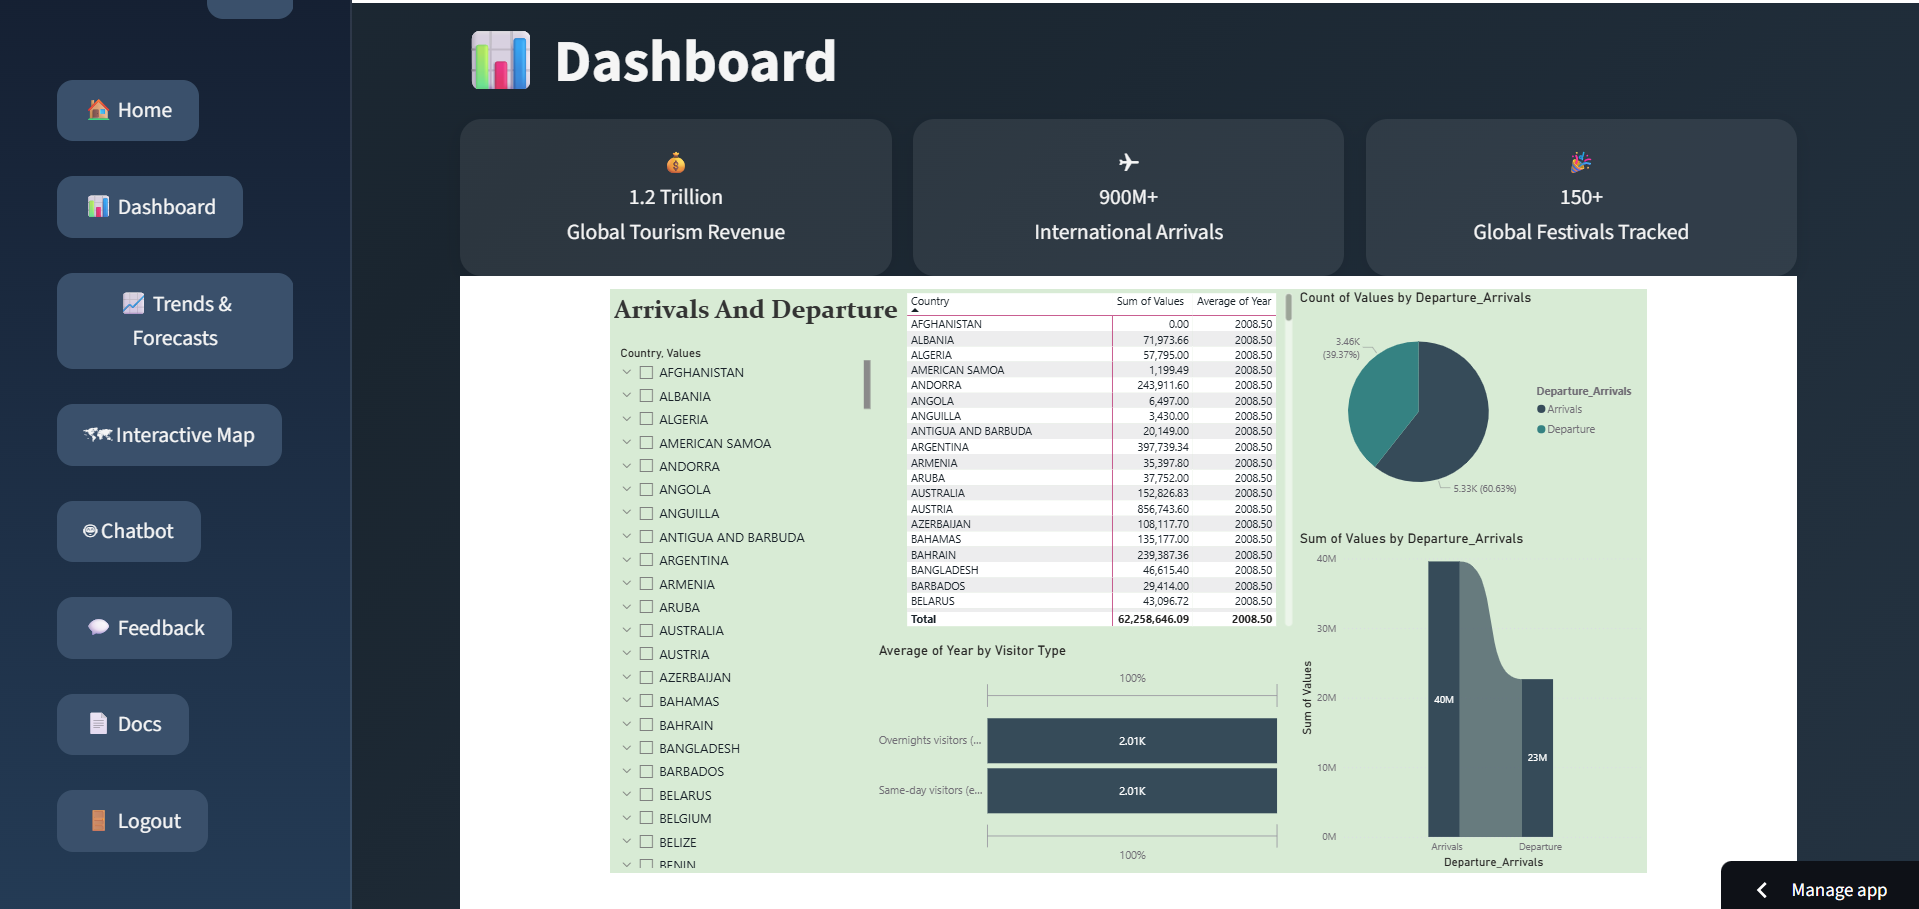 Home
Dashboard
Trends &
Forecasts
Interactive Map
Chatbot
Feedback
Docs
Logout
Dashboard
1.2 Trillion
Global Tourism Revenue
900M+
International Arrivals
150+
Global Festivals Tracked
Arrivals And Departure
Country, Values
AFGHANISTAN
ALBANIA
ALGERIA
AMERICAN SAMOA
ANDORRA
ANGOLA
ANGUILLA
ANTIGUA AND BARBUDA
ARGENTINA
ARMENIA
ARUBA
AUSTRALIA
AUSTRIA
AZERBAIJAN
BAHAMAS
BAHRAIN
BANGLADESH
BARBADOS
BELARUS
BELGIUM
BELIZE
BENIN
Country Sum of Values Average of Year
AFGHANISTAN 0.00 2008.50
ALBANIA 71,973.66 2008.50
ALGERIA 57,795.00 2008.50
AMERICAN SAMOA 1,199.49 2008.50
ANDORRA 243,911.60 2008.50
ANGOLA 6,497.00 2008.50
ANGUILLA 3,430.00 2008.50
ANTIGUA AND BARBUDA 20,149.00 2008.50
ARGENTINA 397,739.34 2008.50
ARMENIA 35,397.80 2008.50
ARUBA 37,752.00 2008.50
AUSTRALIA 152,826.83 2008.50
AUSTRIA 856,743.60 2008.50
AZERBAIJAN 108,117.70 2008.50
BAHAMAS 135,177.00 2008.50
BAHRAIN 239,387.36 2008.50
BANGLADESH 46,615.40 2008.50
BARBADOS 29,414.00 2008.50
BELARUS 43,096.72 2008.50
Total 62,258,646.09 2008.50
Average of Year by Visitor Type
100%
Overnights visitors (... 2.01K
Same-day visitors (e... 2.01K
100%
Count of Values by Departure_Arrivals
3.46K
(39.37%)
5.33K (60.63%)
Departure_Arrivals
Arrivals
Departure
Sum of Values by Departure_Arrivals
Sum of Values
40M
30M
20M
10M
0M
40M
23M
Arrivals Departure
Departure_Arrivals
Manage app